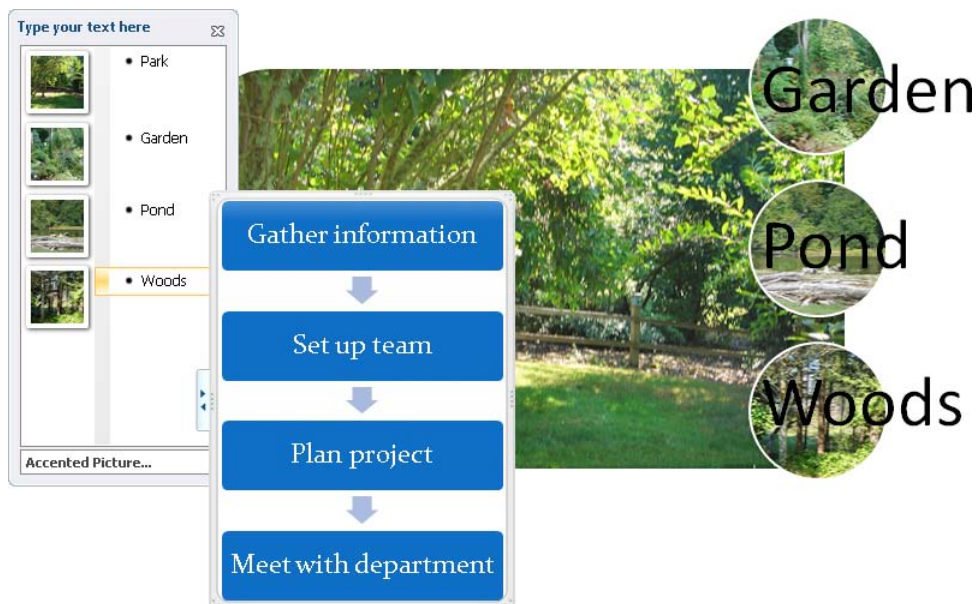 Type your text here
Park
Garden
Pond
Woods
Accented Picture...
Gather information
Set up team
Plan project
Meet with department
Garden
Pond
Woods